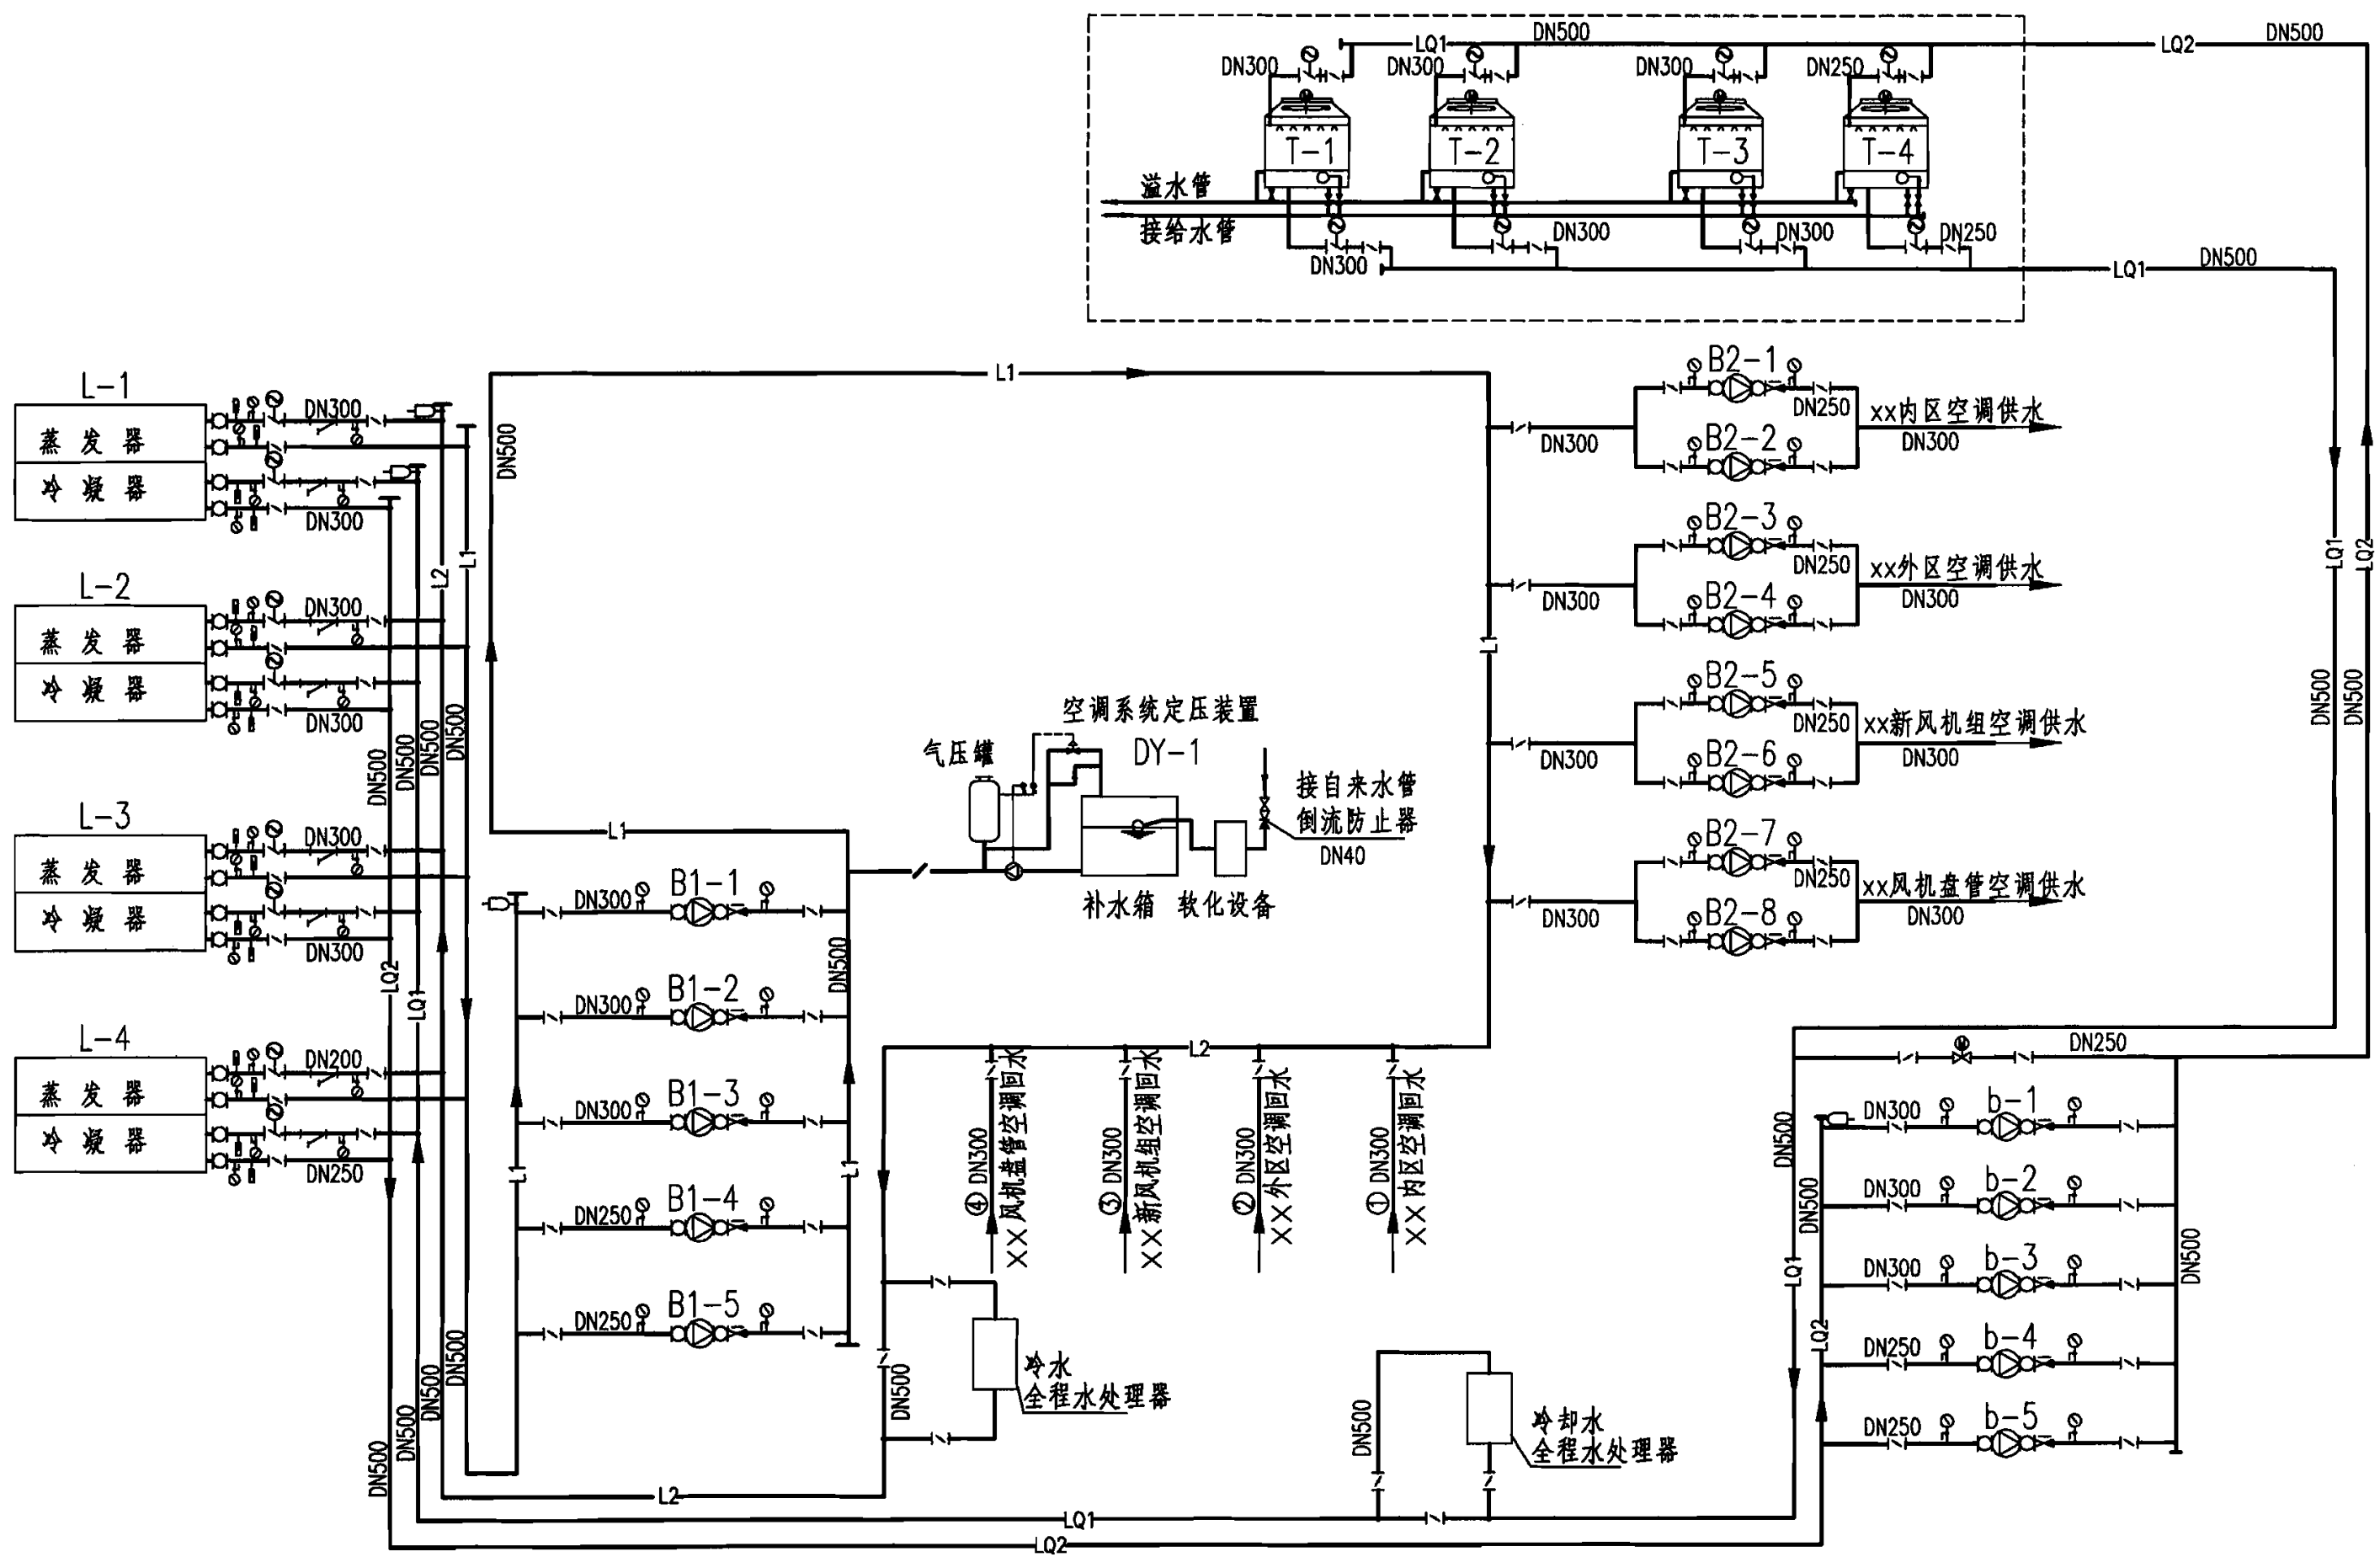 LQ1
DN500
LQ2
DN500
DN300
DN300
DN300
DN250
T-1
T-2
T-3
T-4
溢水管
接给水管
DN300
DN300
DN300
DN250
LQ1
DN500
L-1
蒸发器
冷凝器
DN300
DN300
L-2
蒸发器
冷凝器
DN300
DN300
L-3
蒸发器
冷凝器
DN300
DN300
L-4
蒸发器
冷凝器
DN200
DN250
L2
L1
DN500
DN500
DN500
DN500
LQ2
LQ1
DN500
DN500
DN500
DN500
L1
DN500
L1
L1
B2-1
B2-2
DN300
DN250
xx内区空调供水
DN300
B2-3
B2-4
DN300
DN250
xx外区空调供水
DN300
B2-5
B2-6
DN300
DN250
xx新风机组空调供水
DN300
B2-7
B2-8
DN300
DN250
xx风机盘管空调供水
DN300
LQ1
LQ2
DN500
DN500
空调系统定压装置
DY-1
气压罐
接自来水管
倒流防止器
DN40
补水箱
软化设备
B1-1
DN300
B1-2
DN300
B1-3
DN300
B1-4
DN250
B1-5
DN250
DN500
L1
L1
L2
④DN300
XX风机盘管空调回水
③DN300
XX新风机组空调回水
②DN300
XX外区空调回水
①DN300
XX内区空调回水
冷水
全程水处理器
DN500
DN500
冷却水
全程水处理器
L2
LQ1
LQ2
DN250
b-1
DN300
b-2
DN300
b-3
DN300
b-4
DN250
b-5
DN250
DN500
DN500
DN500
LQ1
LQ2